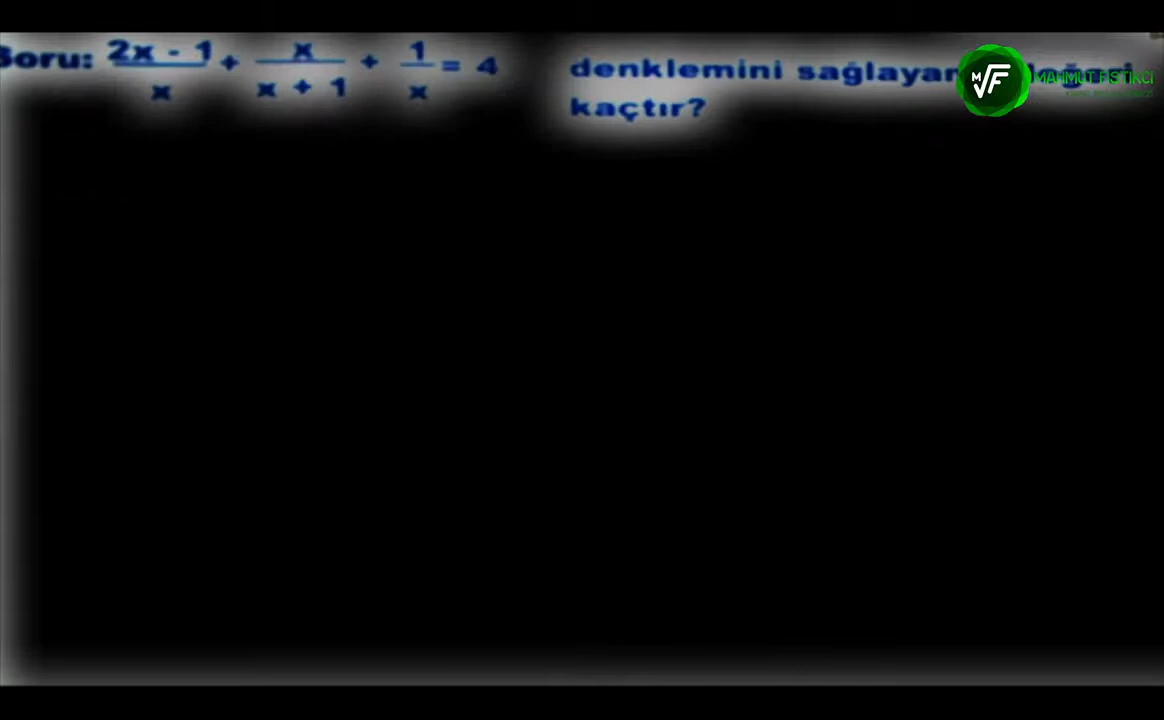 Soru: (2x - 1)/x + x/(x + 1) + 1/x = 4 denklemini sağlayan
kaçtır?
MAHMUT FISTIKCI